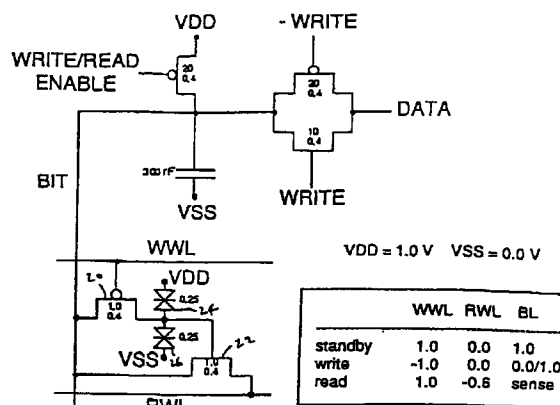 VDD
- WRITE
WRITE/READ
ENABLE
20
0.4
20
0.4
DATA
10
0.4
BIT
VSS
WRITE
WWL
VDD = 1.0 V VSS = 0.0 V
VDD
1.0
0.4
0.25
24
0.25
VSS
26
22
1.0
0.4
WWL RWL BL
standby 1.0 0.0 1.0
write -1.0 0.0 0.0/1.0
read 1.0 -0.6 sense